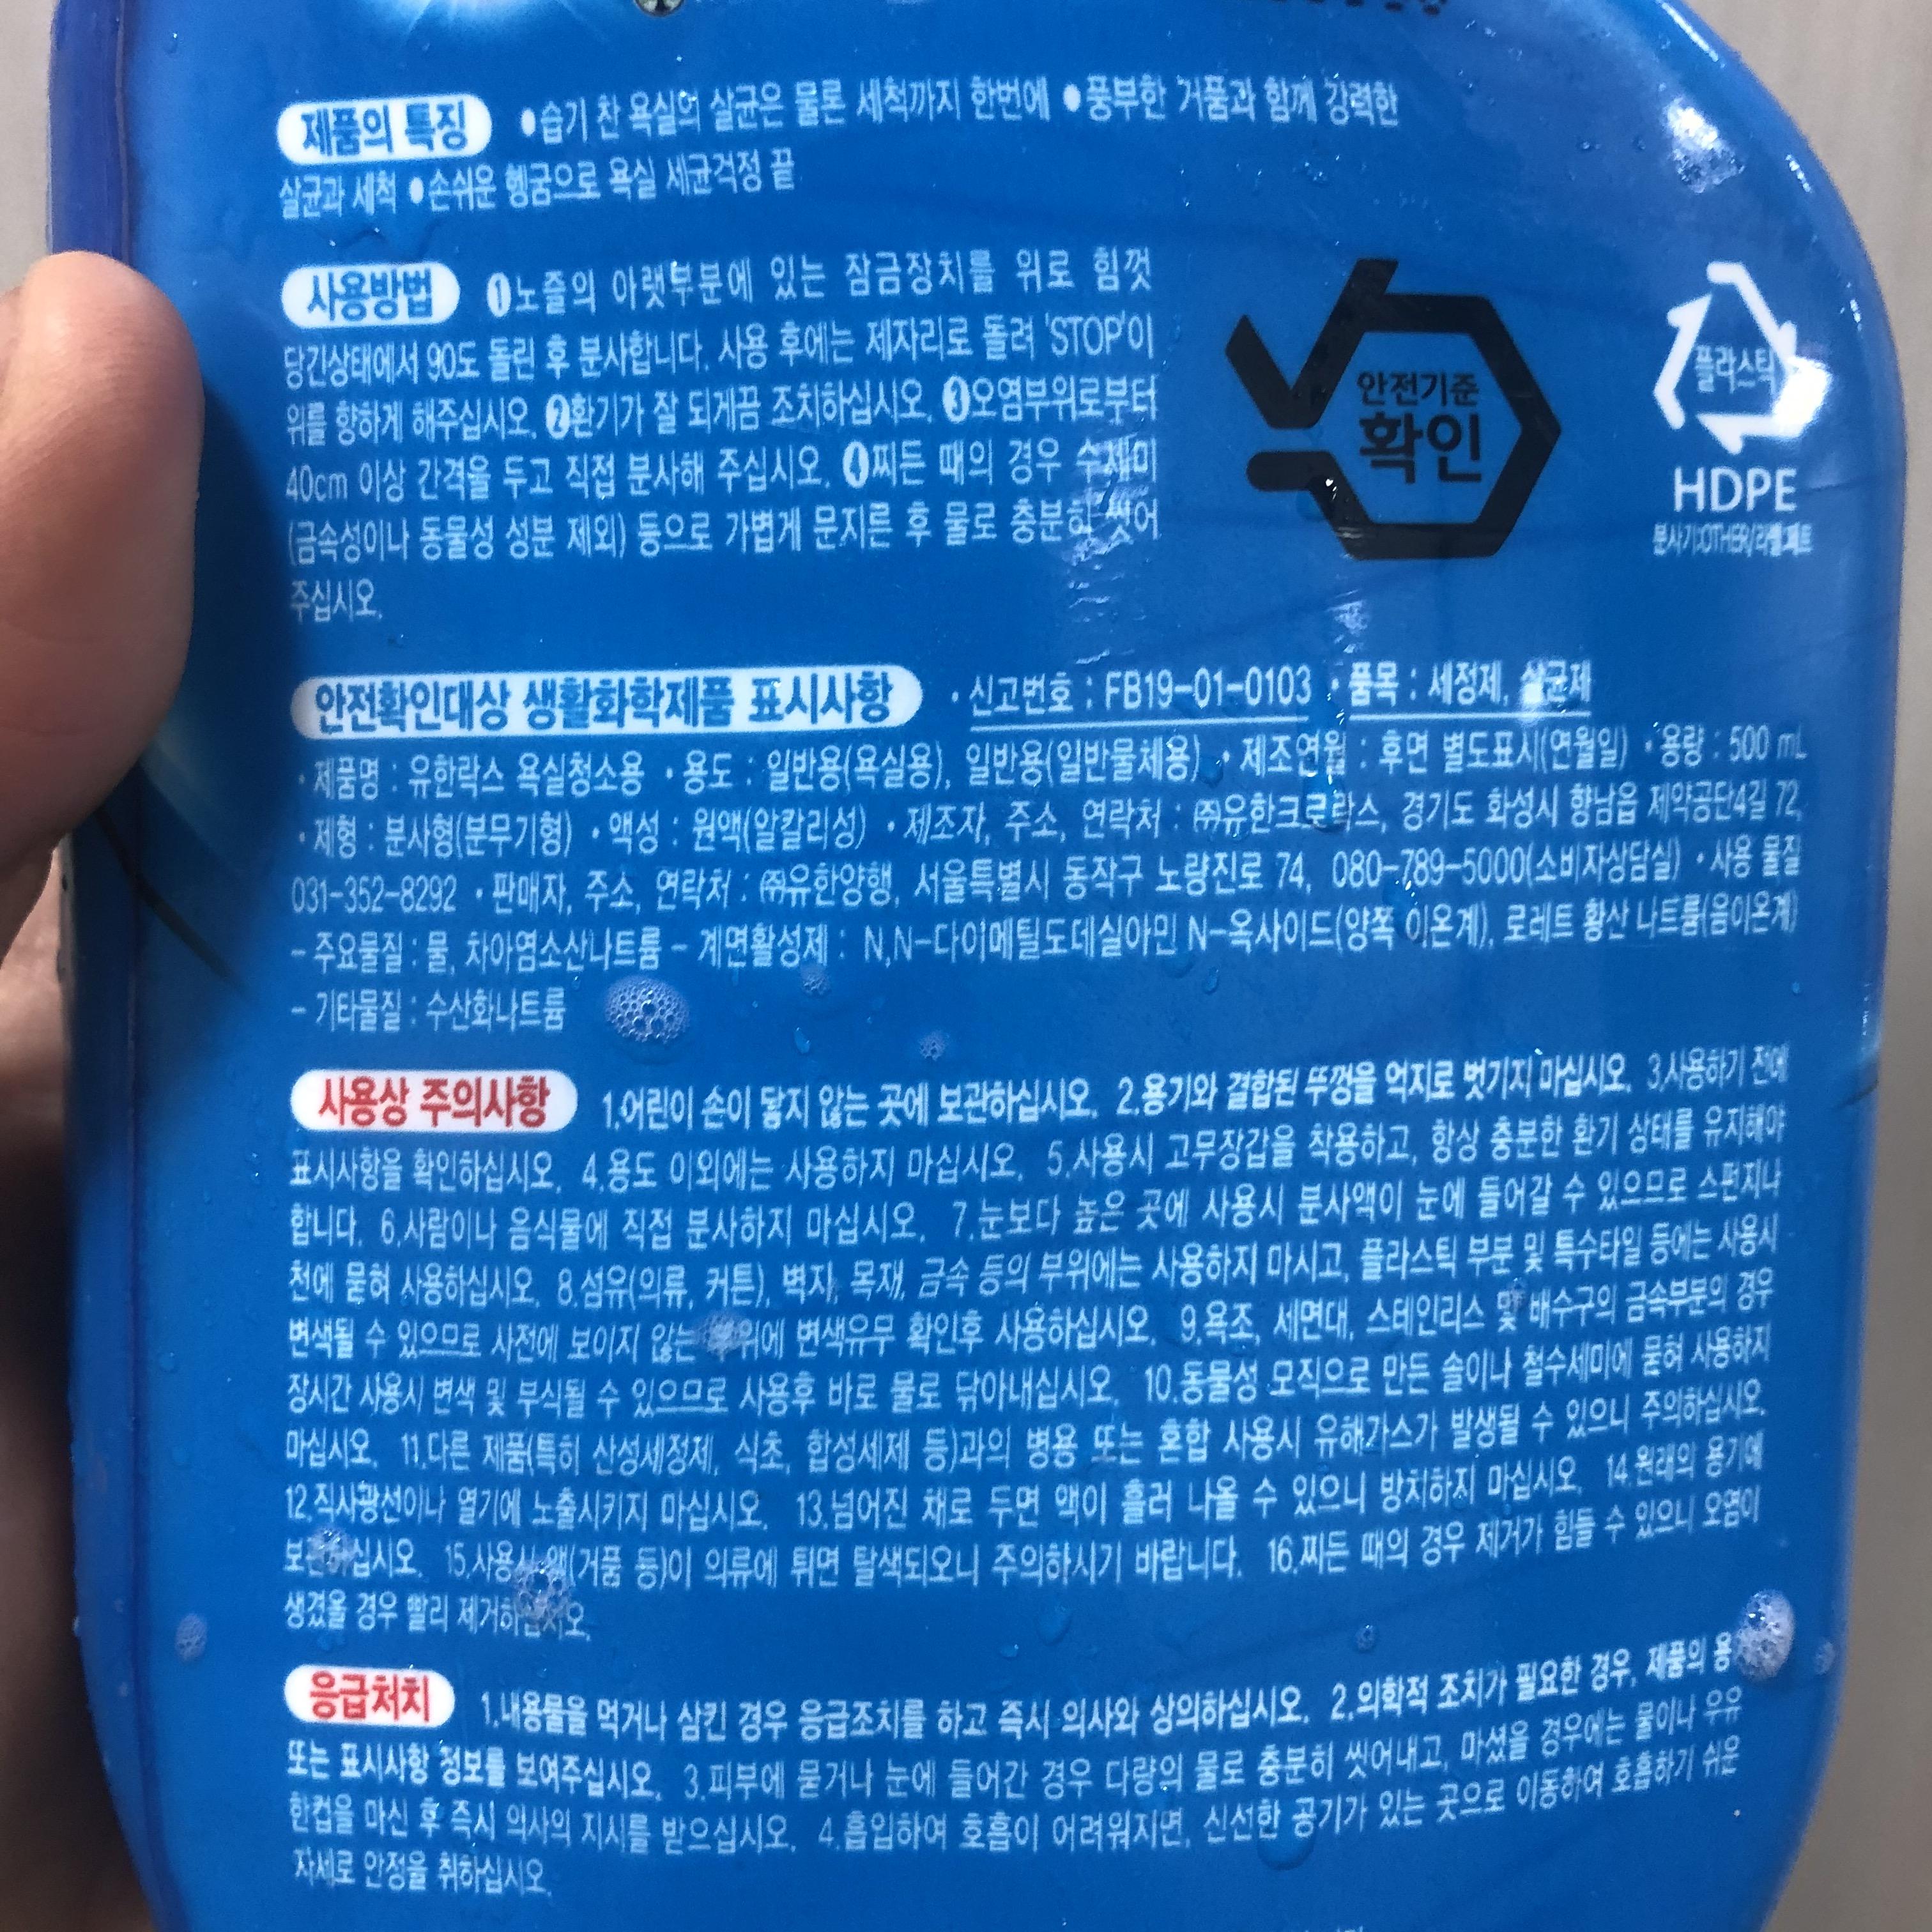 제품의 특징 •습기 찬 욕실의 살균은 물론 세척까지 한번에 •풍부한 거품과 함께 강력한
살균과 세척 •손쉬운 헹굼으로 욕실 세균걱정 끝
사용방법 ❶노즐의 아랫부분에 있는 잠금장치를 위로 힘껏
당긴상태에서 90도 돌린 후 분사합니다. 사용 후에는 제자리로 돌려 'STOP'이
위를 향하게 해주십시오. ❷환기가 잘 되게끔 조치하십시오. ❸오염부위로부터
40cm 이상 간격을 두고 직접 분사해 주십시오. ❹찌든 때의 경우 수세미
(금속성이나 동물성 성분 제외) 등으로 가볍게 문지른 후 물로 충분히 씻어
주십시오.
안전기준
확인
플라스틱
HDPE
분사기:OTHER/라벨:페트
안전확인대상 생활화학제품 표시사항 · 신고번호 : FB19-01-0103 · 품목 : 세정제, 살균제
· 제품명 : 유한락스 욕실청소용 · 용도 : 일반용(욕실용), 일반용(일반물체용) · 제조연월 : 후면 별도표시(연월일) · 용량 : 500 mL
· 제형 : 분사형(분무기형) · 액성 : 원액(알칼리성) · 제조자, 주소, 연락처 : ㈜유한크로락스, 경기도 화성시 향남읍 제약공단4길 72,
031-352-8292 · 판매자, 주소, 연락처 : ㈜유한양행, 서울특별시 동작구 노량진로 74, 080-789-5000(소비자상담실) · 사용 물질
- 주요물질 : 물, 차아염소산나트륨 - 계면활성제 : N,N-다이메틸도데실아민 N-옥사이드(양쪽 이온계), 로레트 황산 나트륨(음이온계)
- 기타물질 : 수산화나트륨
사용상 주의사항 1.어린이 손이 닿지 않는 곳에 보관하십시오. 2.용기와 결합된 뚜껑을 억지로 벗기지 마십시오. 3.사용하기 전에
표시사항을 확인하십시오. 4.용도 이외에는 사용하지 마십시오. 5.사용시 고무장갑을 착용하고, 항상 충분한 환기 상태를 유지해야
합니다. 6.사람이나 음식물에 직접 분사하지 마십시오. 7.눈보다 높은 곳에 사용시 분사액이 눈에 들어갈 수 있으므로 스펀지나
천에 묻혀 사용하십시오. 8.섬유(의류, 커튼), 벽지, 목재, 금속 등의 부위에는 사용하지 마시고, 플라스틱 부분 및 특수타일 등에는 사용시
변색될 수 있으므로 사전에 보이지 않는 부위에 변색유무 확인후 사용하십시오. 9.욕조, 세면대, 스테인리스 및 배수구의 금속부분의 경우
장시간 사용시 변색 및 부식될 수 있으므로 사용후 바로 물로 닦아내십시오. 10.동물성 모직으로 만든 솔이나 철수세미에 묻혀 사용하지
마십시오. 11.다른 제품(특히 산성세정제, 식초, 합성세제 등)과의 병용 또는 혼합 사용시 유해가스가 발생될 수 있으니 주의하십시오.
12.직사광선이나 열기에 노출시키지 마십시오. 13.넘어진 채로 두면 액이 흘러 나올 수 있으니 방치하지 마십시오. 14.원래의 용기에
보관하십시오. 15.사용시 액(거품 등)이 의류에 튀면 탈색되오니 주의하시기 바랍니다. 16.찌든 때의 경우 제거가 힘들 수 있으니 오염이
생겼을 경우 빨리 제거하십시오.
응급처치 1.내용물을 먹거나 삼킨 경우 응급조치를 하고 즉시 의사와 상의하십시오. 2.의학적 조치가 필요한 경우, 제품의 용
또는 표시사항 정보를 보여주십시오. 3.피부에 묻거나 눈에 들어간 경우 다량의 물로 충분히 씻어내고, 마셨을 경우에는 물이나 우유
한컵을 마신 후 즉시 의사의 지시를 받으십시오. 4.흡입하여 호흡이 어려워지면, 신선한 공기가 있는 곳으로 이동하여 호흡하기 쉬운
자세로 안정을 취하십시오.